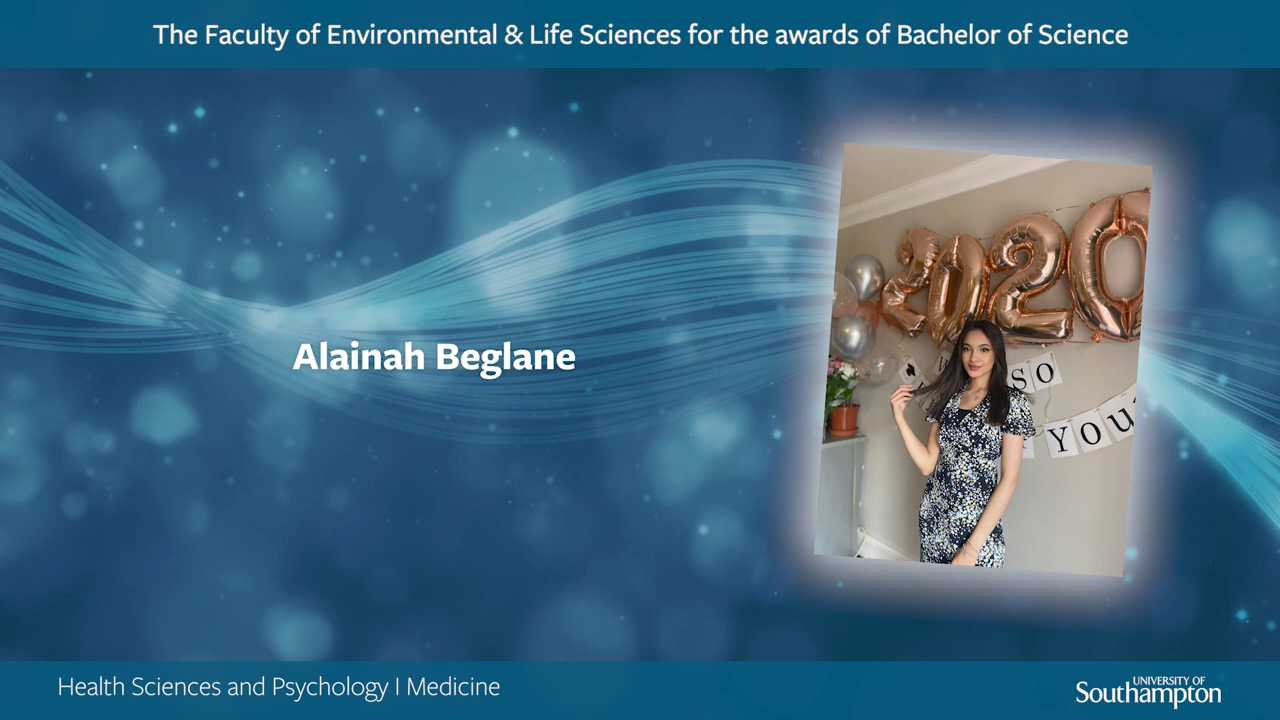 The Faculty of Environmental & Life Sciences for the awards of Bachelor of Science
2020
SO
YOU
Alainah Beglane
Health Sciences and Psychology | Medicine
UNIVERSITY OF
Southampton